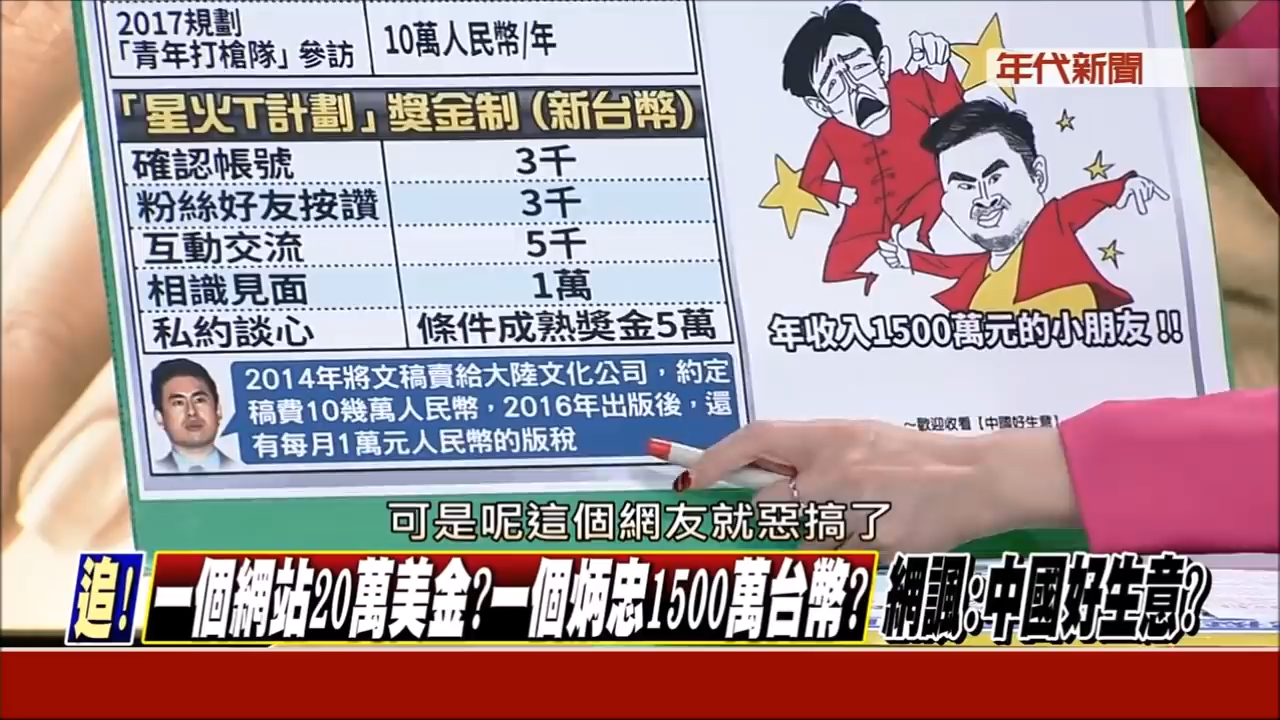 2017規劃
「青年打槍隊」參訪
10萬人民幣/年
年代新聞
「星火T計劃」獎金制(新台幣)
確認帳號 3千
粉絲好友按讚 3千
互動交流 5千
相識見面 1萬
私約談心 條件成熟獎金5萬
年收入1500萬元的小朋友!!
2014年將文稿賣給大陸文化公司,約定
稿費10幾萬人民幣,2016年出版後,還
有每月1萬元人民幣的版稅
~歡迎收看【中國好生意】
可是呢這個網友就惡搞了
追!
一個網站20萬美金?一個炳忠1500萬台幣?
網諷:中國好生意?